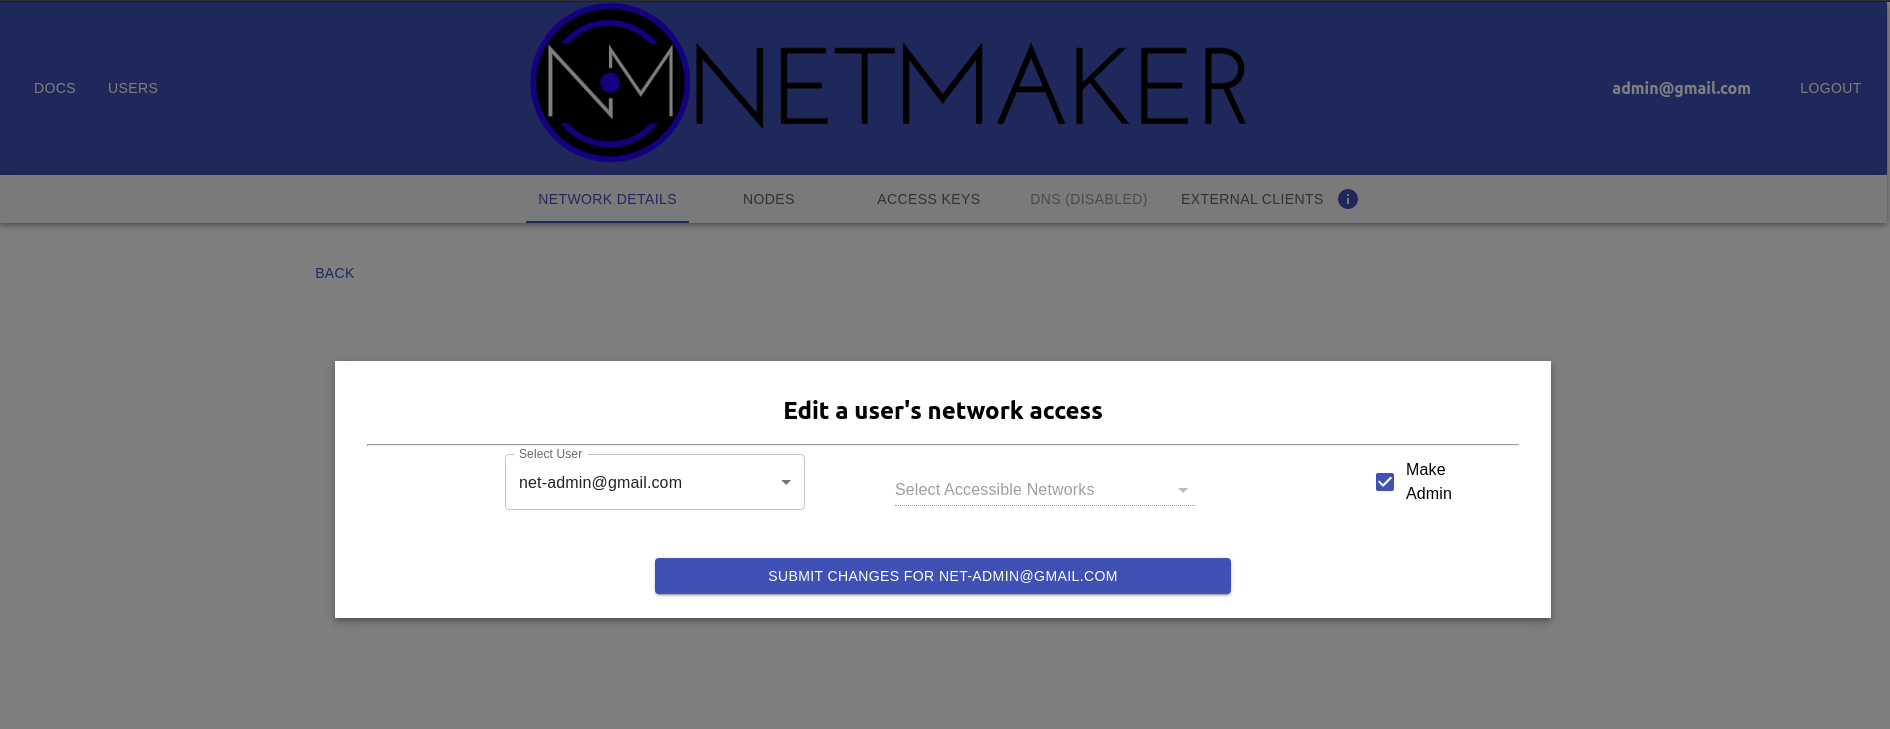 DOCS
USERS
NM
NETMAKER
admin@gmail.com
LOGOUT
NETWORK DETAILS
NODES
ACCESS KEYS
DNS (DISABLED)
EXTERNAL CLIENTS
i
BACK
Edit a user's network access
Select User
net-admin@gmail.com
Select Accessible Networks
Make
Admin
SUBMIT CHANGES FOR NET-ADMIN@GMAIL.COM